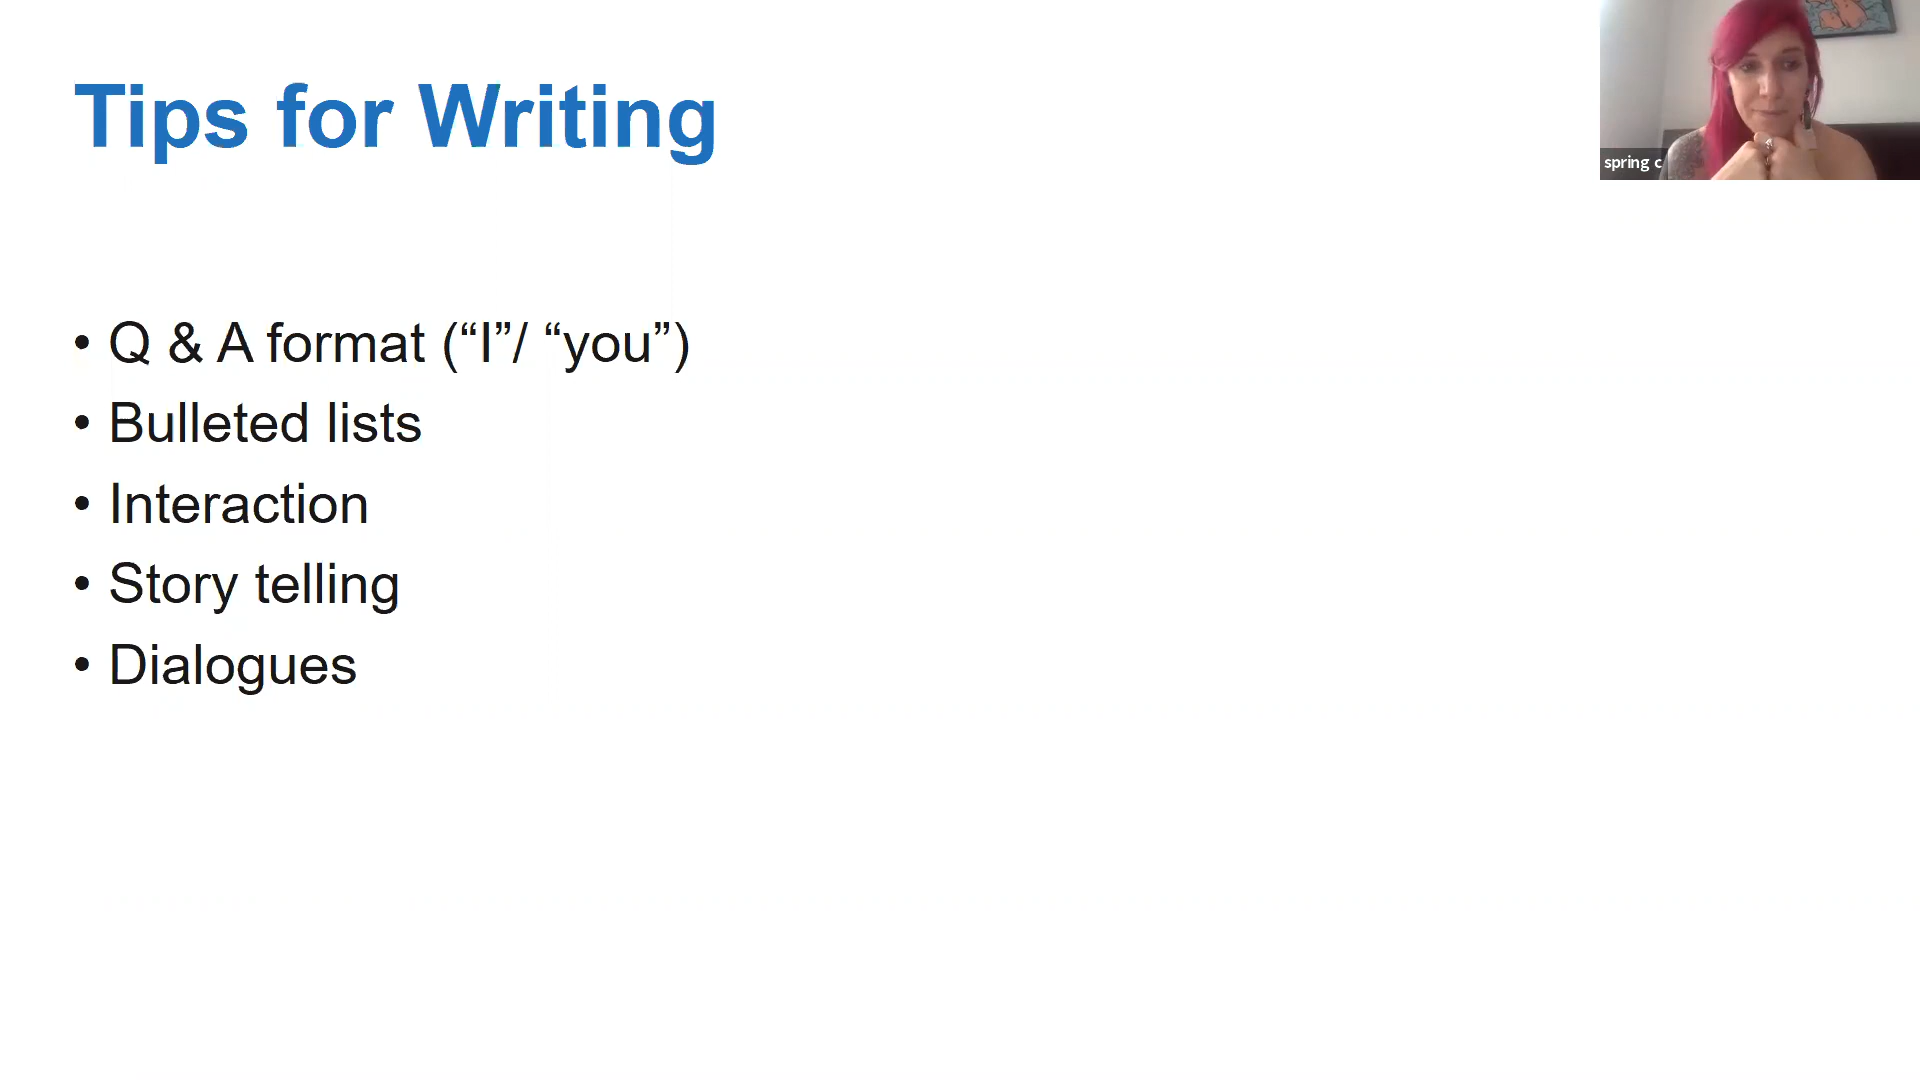 Tips for Writing
• Q & A format (“I”/ “you”)
• Bulleted lists
• Interaction
• Story telling
• Dialogues
spring c